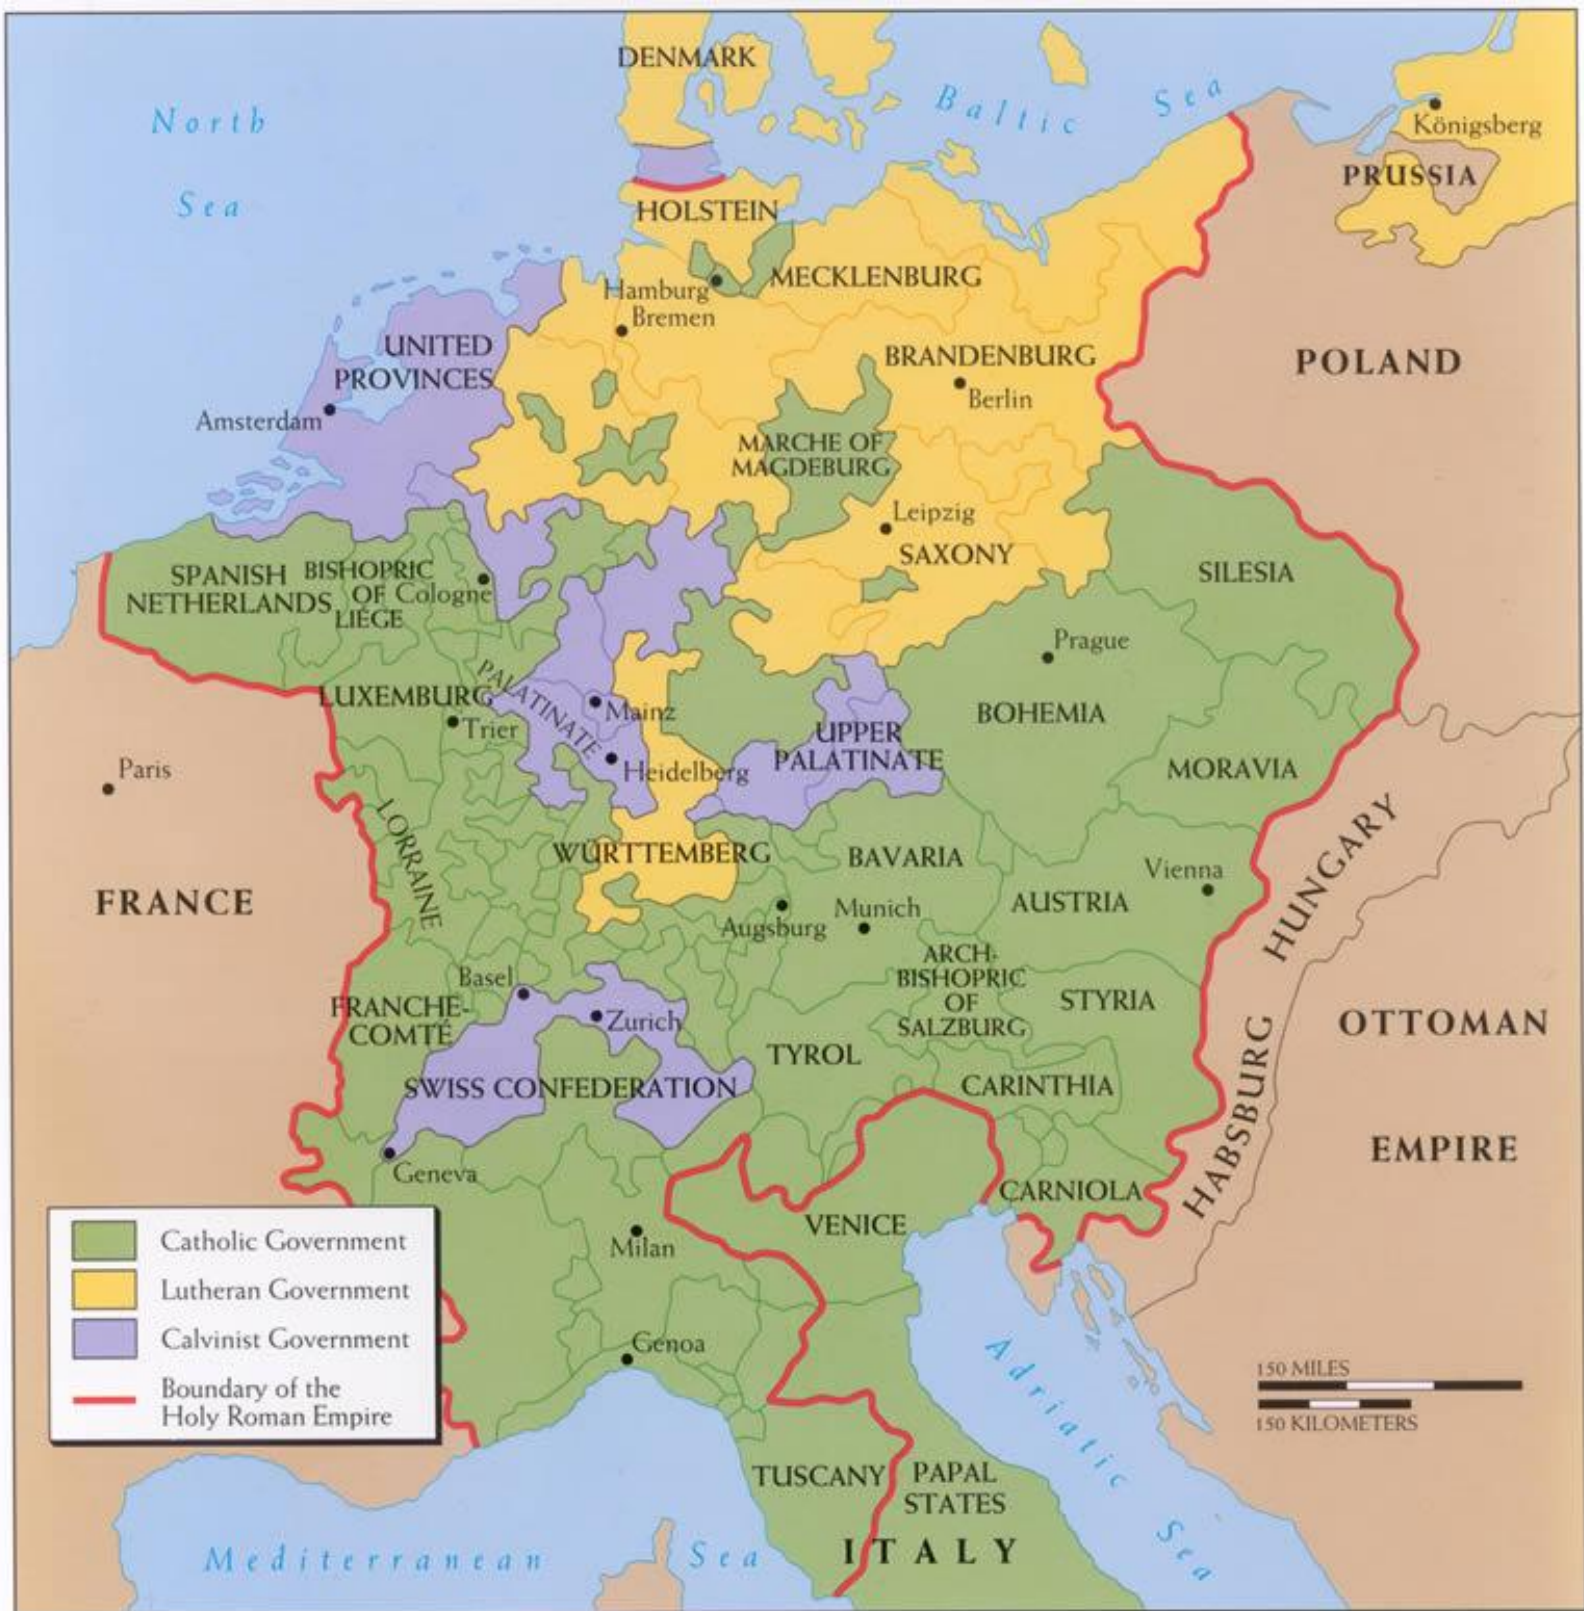 DENMARK
North
Sea
Baltic Sea
Königsberg
PRUSSIA
HOLSTEIN
Hamburg
MECKLENBURG
Bremen
UNITED
PROVINCES
BRANDENBURG
Berlin
POLAND
Amsterdam
MARCHE OF
MAGDEBURG
Leipzig
SAXONY
SPANISH
NETHERLANDS
BISHOPRIC
OF
LIÉGE
Cologne
SILESIA
Prague
LUXEMBURG
PALATINATE
Mainz
Trier
BOHEMIA
UPPER
PALATINATE
Heidelberg
MORAVIA
Paris
LORRAINE
WÜRTTEMBERG
BAVARIA
Vienna
FRANCE
AUSTRIA
Augsburg
Munich
HABSBURG HUNGARY
ARCH-
BISHOPRIC
OF
SALZBURG
Basel
STYRIA
FRANCHE-
COMTÉ
Zurich
OTTOMAN
EMPIRE
TYROL
SWISS CONFEDERATION
CARINTHIA
Geneva
CARNIOLA
VENICE
Milan
Genoa
Catholic Government
Lutheran Government
Calvinist Government
Boundary of the
Holy Roman Empire
Adriatic Sea
150 MILES
150 KILOMETERS
TUSCANY
PAPAL
STATES
ITALY
Mediterranean Sea